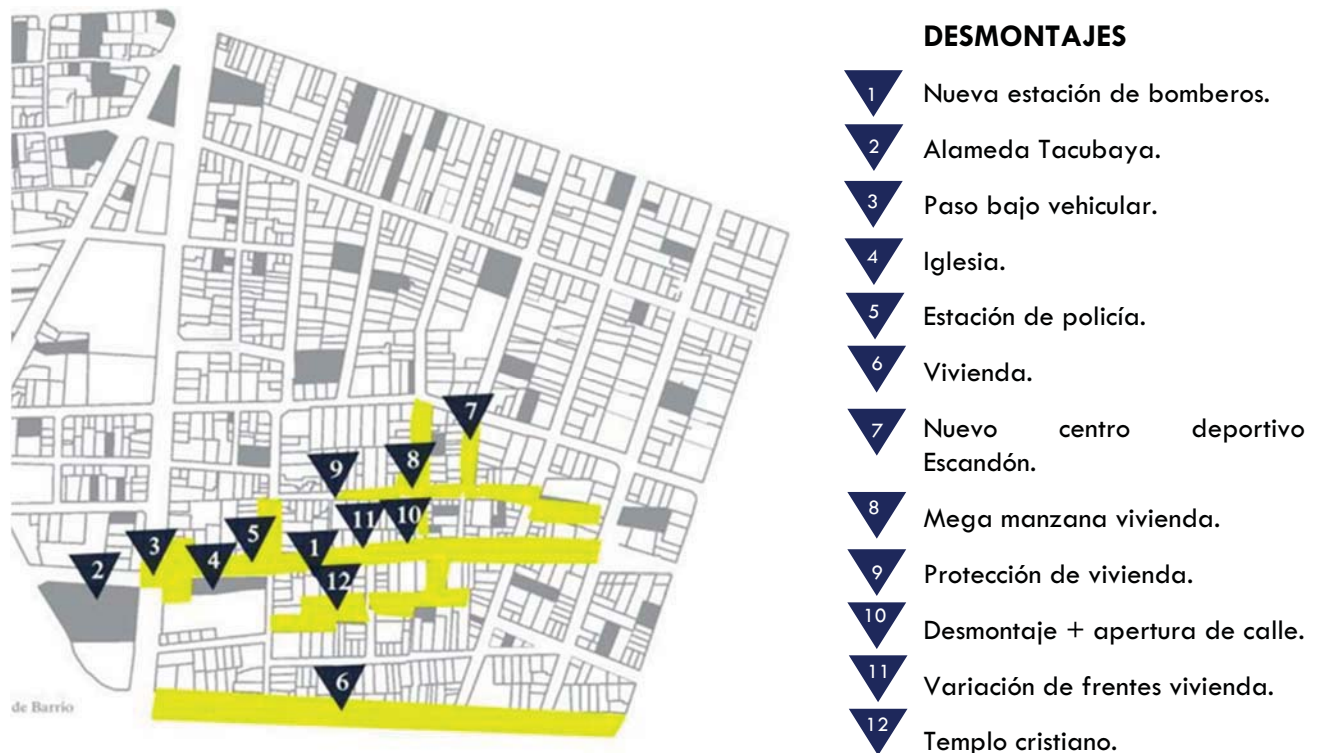 DESMONTAJES
1 Nueva estación de bomberos.
2 Alameda Tacubaya.
3 Paso bajo vehicular.
4 Iglesia.
5 Estación de policía.
6 Vivienda.
7 Nuevo centro deportivo
Escandón.
8 Mega manzana vivienda.
9 Protección de vivienda.
10 Desmontaje + apertura de calle.
11 Variación de frentes vivienda.
12 Templo cristiano.
7
8
9
10
11
5
3
1
4
2
12
6
de Barrio